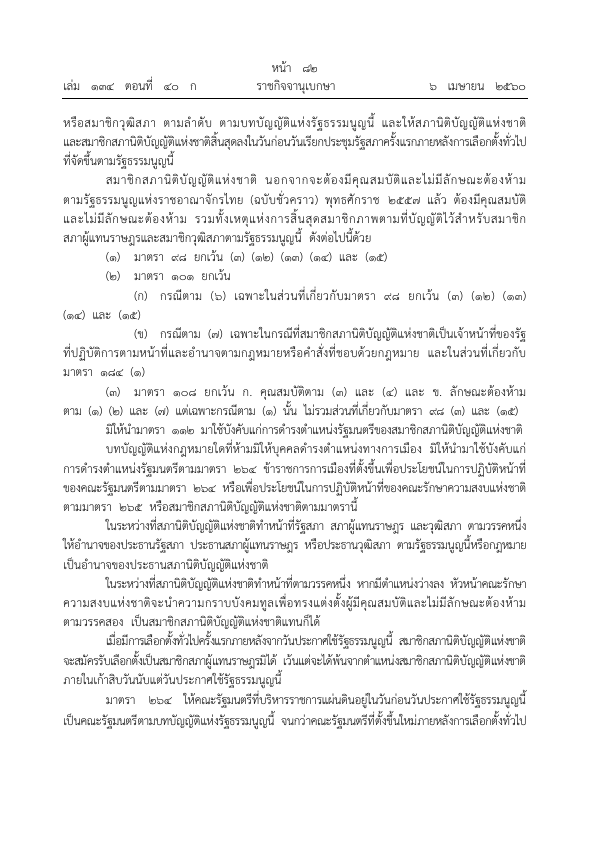 หน้า ๘๒
เล่ม ๑๓๔ ตอนที่ ๔๐ ก ราชกิจจานุเบกษา ๖ เมษายน ๒๕๖๐
หรือสมาชิกวุฒิสภา ตามลำดับ ตามบทบัญญัติแห่งรัฐธรรมนูญนี้ และให้สภานิติบัญญัติแห่งชาติ
และสมาชิกสภานิติบัญญัติแห่งชาติสิ้นสุดลงในวันก่อนวันเรียกประชุมรัฐสภาครั้งแรกภายหลังการเลือกตั้งทั่วไป
ที่จัดขึ้นตามรัฐธรรมนูญนี้
สมาชิกสภานิติบัญญัติแห่งชาติ นอกจากจะต้องมีคุณสมบัติและไม่มีลักษณะต้องห้าม
ตามรัฐธรรมนูญแห่งราชอาณาจักรไทย (ฉบับชั่วคราว) พุทธศักราช ๒๕๕๗ แล้ว ต้องมีคุณสมบัติ
และไม่มีลักษณะต้องห้าม รวมทั้งเหตุแห่งการสิ้นสุดสมาชิกภาพตามที่บัญญัติไว้สำหรับสมาชิก
สภาผู้แทนราษฎรและสมาชิกวุฒิสภาตามรัฐธรรมนูญนี้ ดังต่อไปนี้ด้วย
(๑) มาตรา ๙๘ ยกเว้น (๓) (๑๒) (๑๓) (๑๔) และ (๑๕)
(๒) มาตรา ๑๐๑ ยกเว้น
(ก) กรณีตาม (๖) เฉพาะในส่วนที่เกี่ยวกับมาตรา ๙๘ ยกเว้น (๓) (๑๒) (๑๓)
(๑๔) และ (๑๕)
(ข) กรณีตาม (๗) เฉพาะในกรณีที่สมาชิกสภานิติบัญญัติแห่งชาติเป็นเจ้าหน้าที่ของรัฐ
ที่ปฏิบัติการตามหน้าที่และอำนาจตามกฎหมายหรือคำสั่งที่ชอบด้วยกฎหมาย และในส่วนที่เกี่ยวกับ
มาตรา ๑๘๔ (๑)
(๓) มาตรา ๑๐๘ ยกเว้น ก. คุณสมบัติตาม (๓) และ (๔) และ ข. ลักษณะต้องห้าม
ตาม (๑) (๒) และ (๗) แต่เฉพาะกรณีตาม (๑) นั้น ไม่รวมส่วนที่เกี่ยวกับมาตรา ๙๘ (๓) และ (๑๕)
มิให้นำมาตรา ๑๑๒ มาใช้บังคับแก่การดำรงตำแหน่งรัฐมนตรีของสมาชิกสภานิติบัญญัติแห่งชาติ
บทบัญญัติแห่งกฎหมายใดที่ห้ามมิให้บุคคลดำรงตำแหน่งทางการเมือง มิให้นำมาใช้บังคับแก่
การดำรงตำแหน่งรัฐมนตรีตามมาตรา ๒๖๔ ข้าราชการการเมืองที่ตั้งขึ้นเพื่อประโยชน์ในการปฏิบัติหน้าที่
ของคณะรัฐมนตรีตามมาตรา ๒๖๔ หรือเพื่อประโยชน์ในการปฏิบัติหน้าที่ของคณะรักษาความสงบแห่งชาติ
ตามมาตรา ๒๖๕ หรือสมาชิกสภานิติบัญญัติแห่งชาติตามมาตรานี้
ในระหว่างที่สภานิติบัญญัติแห่งชาติทำหน้าที่รัฐสภา สภาผู้แทนราษฎร และวุฒิสภา ตามวรรคหนึ่ง
ให้อำนาจของประธานรัฐสภา ประธานสภาผู้แทนราษฎร หรือประธานวุฒิสภา ตามรัฐธรรมนูญนี้หรือกฎหมาย
เป็นอำนาจของประธานสภานิติบัญญัติแห่งชาติ
ในระหว่างที่สภานิติบัญญัติแห่งชาติทำหน้าที่ตามวรรคหนึ่ง หากมีตำแหน่งว่างลง หัวหน้าคณะรักษา
ความสงบแห่งชาติจะนำความกราบบังคมทูลเพื่อทรงแต่งตั้งผู้มีคุณสมบัติและไม่มีลักษณะต้องห้าม
ตามวรรคสอง เป็นสมาชิกสภานิติบัญญัติแห่งชาติแทนก็ได้
เมื่อมีการเลือกตั้งทั่วไปครั้งแรกภายหลังจากวันประกาศใช้รัฐธรรมนูญนี้ สมาชิกสภานิติบัญญัติแห่งชาติ
จะสมัครรับเลือกตั้งเป็นสมาชิกสภาผู้แทนราษฎรมิได้ เว้นแต่จะได้พ้นจากตำแหน่งสมาชิกสภานิติบัญญัติแห่งชาติ
ภายในเก้าสิบวันนับแต่วันประกาศใช้รัฐธรรมนูญนี้
มาตรา ๒๖๔ ให้คณะรัฐมนตรีที่บริหารราชการแผ่นดินอยู่ในวันก่อนวันประกาศใช้รัฐธรรมนูญนี้
เป็นคณะรัฐมนตรีตามบทบัญญัติแห่งรัฐธรรมนูญนี้ จนกว่าคณะรัฐมนตรีที่ตั้งขึ้นใหม่ภายหลังการเลือกตั้งทั่วไป